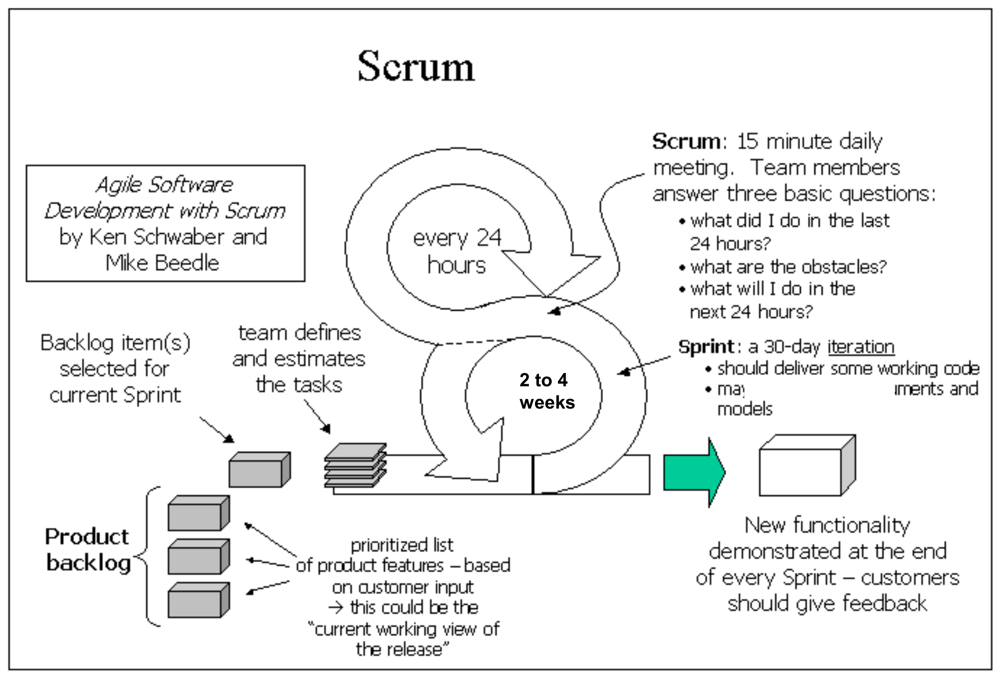 Scrum
Agile Software
Development with Scrum
by Ken Schwaber and
Mike Beedle
every 24
hours
Scrum: 15 minute daily
meeting. Team members
answer three basic questions:
• what did I do in the last
24 hours?
• what are the obstacles?
• what will I do in the
next 24 hours?
Backlog item(s)
selected for
current Sprint
team defines
and estimates
the tasks
2 to 4
weeks
Sprint: a 30-day iteration
• should deliver some working code
• and
models
Product
backlog
prioritized list
of product features – based
on customer input
→ this could be the
“current working view of
the release”
New functionality
demonstrated at the end
of every Sprint – customers
should give feedback